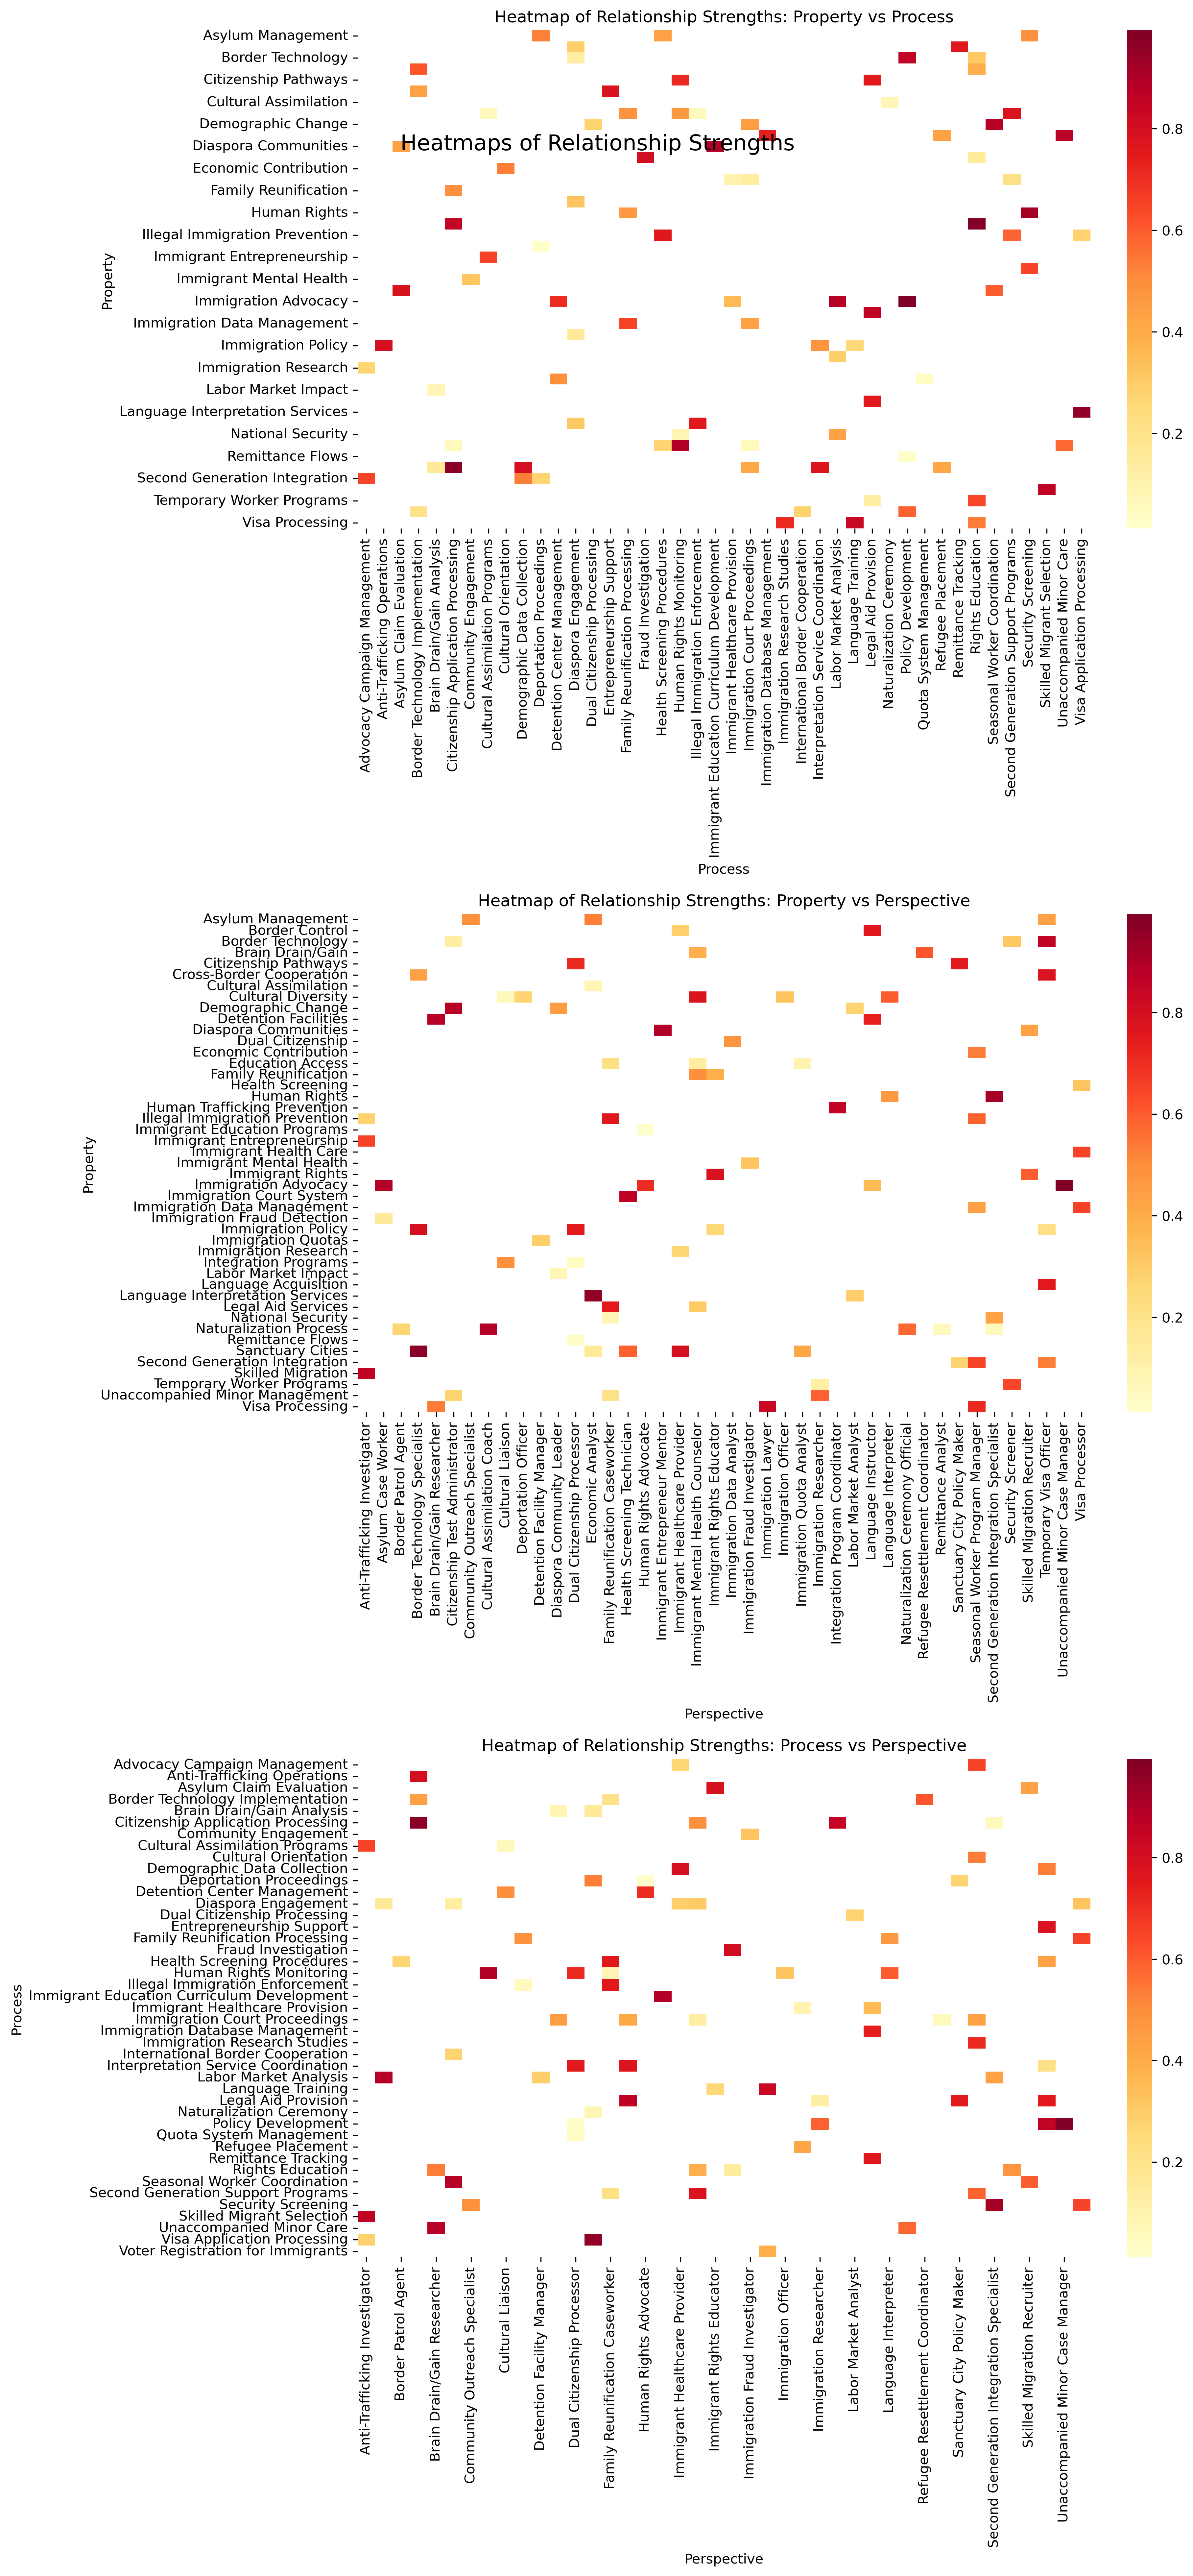 Heatmap of Relationship Strengths: Property vs Process
Heatmaps of Relationship Strengths
Property
Asylum Management
Border Technology
Citizenship Pathways
Cultural Assimilation
Demographic Change
Diaspora Communities
Economic Contribution
Family Reunification
Human Rights
Illegal Immigration Prevention
Immigrant Entrepreneurship
Immigrant Mental Health
Immigration Advocacy
Immigration Data Management
Immigration Policy
Immigration Research
Labor Market Impact
Language Interpretation Services
National Security
Remittance Flows
Second Generation Integration
Temporary Worker Programs
Visa Processing
0.8
0.6
0.4
0.2
Advocacy Campaign Management
Anti-Trafficking Operations
Asylum Claim Evaluation
Border Technology Implementation
Brain Drain/Gain Analysis
Citizenship Application Processing
Community Engagement
Cultural Assimilation Programs
Cultural Orientation
Demographic Data Collection
Deportation Proceedings
Detention Center Management
Diaspora Engagement
Dual Citizenship Processing
Entrepreneurship Support
Family Reunification Processing
Fraud Investigation
Health Screening Procedures
Human Rights Monitoring
Illegal Immigration Enforcement
Immigrant Education Curriculum Development
Immigrant Healthcare Provision
Immigration Court Proceedings
Immigration Database Management
Immigration Research Studies
International Border Cooperation
Interpretation Service Coordination
Labor Market Analysis
Language Training
Legal Aid Provision
Naturalization Ceremony
Policy Development
Quota System Management
Refugee Placement
Remittance Tracking
Rights Education
Seasonal Worker Coordination
Second Generation Support Programs
Security Screening
Skilled Migrant Selection
Unaccompanied Minor Care
Visa Application Processing
Process
Heatmap of Relationship Strengths: Property vs Perspective
Property
Asylum Management
Border Control
Border Technology
Brain Drain/Gain
Citizenship Pathways
Cross-Border Cooperation
Cultural Assimilation
Cultural Diversity
Demographic Change
Detention Facilities
Diaspora Communities
Dual Citizenship
Economic Contribution
Education Access
Family Reunification
Health Screening
Human Rights
Human Trafficking Prevention
Illegal Immigration Prevention
Immigrant Education Programs
Immigrant Entrepreneurship
Immigrant Health Care
Immigrant Mental Health
Immigrant Rights
Immigration Advocacy
Immigration Court System
Immigration Data Management
Immigration Fraud Detection
Immigration Policy
Immigration Quotas
Immigration Research
Integration Programs
Labor Market Impact
Language Acquisition
Language Interpretation Services
Legal Aid Services
National Security
Naturalization Process
Remittance Flows
Sanctuary Cities
Second Generation Integration
Skilled Migration
Temporary Worker Programs
Unaccompanied Minor Management
Visa Processing
0.8
0.6
0.4
0.2
Anti-Trafficking Investigator
Asylum Case Worker
Border Patrol Agent
Border Technology Specialist
Brain Drain/Gain Researcher
Citizenship Test Administrator
Community Outreach Specialist
Cultural Assimilation Coach
Cultural Liaison
Deportation Officer
Detention Facility Manager
Diaspora Community Leader
Dual Citizenship Processor
Economic Analyst
Family Reunification Caseworker
Health Screening Technician
Human Rights Advocate
Immigrant Entrepreneur Mentor
Immigrant Healthcare Provider
Immigrant Mental Health Counselor
Immigrant Rights Educator
Immigration Data Analyst
Immigration Fraud Investigator
Immigration Lawyer
Immigration Officer
Immigration Quota Analyst
Immigration Researcher
Integration Program Coordinator
Labor Market Analyst
Language Instructor
Language Interpreter
Naturalization Ceremony Official
Refugee Resettlement Coordinator
Remittance Analyst
Sanctuary City Policy Maker
Seasonal Worker Program Manager
Second Generation Integration Specialist
Security Screener
Skilled Migration Recruiter
Temporary Visa Officer
Unaccompanied Minor Case Manager
Visa Processor
Perspective
Heatmap of Relationship Strengths: Process vs Perspective
Process
Advocacy Campaign Management
Anti-Trafficking Operations
Asylum Claim Evaluation
Border Technology Implementation
Brain Drain/Gain Analysis
Citizenship Application Processing
Community Engagement
Cultural Assimilation Programs
Cultural Orientation
Demographic Data Collection
Deportation Proceedings
Detention Center Management
Diaspora Engagement
Dual Citizenship Processing
Entrepreneurship Support
Family Reunification Processing
Fraud Investigation
Health Screening Procedures
Human Rights Monitoring
Illegal Immigration Enforcement
Immigrant Education Curriculum Development
Immigrant Healthcare Provision
Immigration Court Proceedings
Immigration Database Management
Immigration Research Studies
International Border Cooperation
Interpretation Service Coordination
Labor Market Analysis
Language Training
Legal Aid Provision
Naturalization Ceremony
Policy Development
Quota System Management
Refugee Placement
Remittance Tracking
Rights Education
Seasonal Worker Coordination
Second Generation Support Programs
Security Screening
Skilled Migrant Selection
Unaccompanied Minor Care
Visa Application Processing
Voter Registration for Immigrants
0.8
0.6
0.4
0.2
Anti-Trafficking Investigator
Border Patrol Agent
Brain Drain/Gain Researcher
Community Outreach Specialist
Cultural Liaison
Detention Facility Manager
Dual Citizenship Processor
Family Reunification Caseworker
Human Rights Advocate
Immigrant Healthcare Provider
Immigrant Rights Educator
Immigration Fraud Investigator
Immigration Officer
Immigration Researcher
Labor Market Analyst
Language Interpreter
Refugee Resettlement Coordinator
Sanctuary City Policy Maker
Second Generation Integration Specialist
Skilled Migration Recruiter
Unaccompanied Minor Case Manager
Perspective